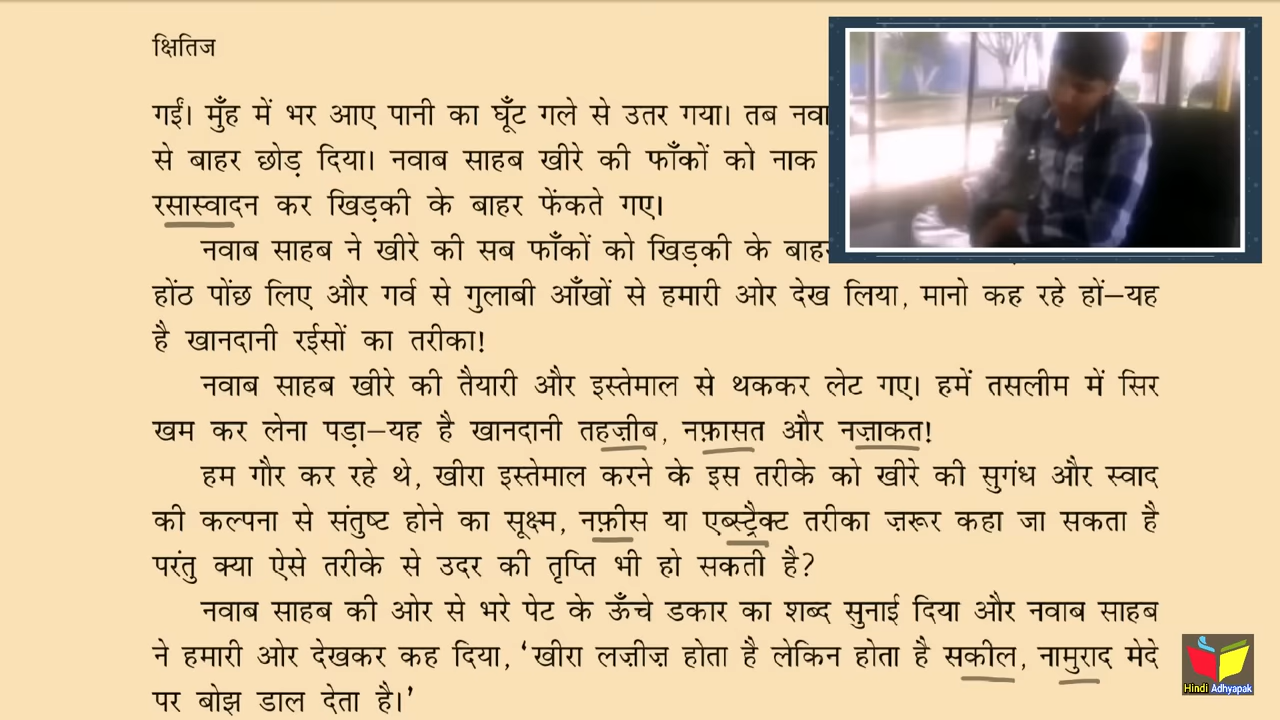 क्षितिज
गईं। मुँह में भर आए पानी का घूँट गले से उतर गया। तब नवा
से बाहर छोड़ दिया। नवाब साहब खीरे की फाँकों को नाक
रसास्वादन कर खिड़की के बाहर फेंकते गए।
नवाब साहब ने खीरे की सब फाँकों को खिड़की के बाहर
होंठ पोंछ लिए और गर्व से गुलाबी आँखों से हमारी ओर देख लिया, मानो कह रहे हों–यह
है खानदानी रईसों का तरीका!
नवाब साहब खीरे की तैयारी और इस्तेमाल से थककर लेट गए। हमें तसलीम में सिर
खम कर लेना पड़ा–यह है खानदानी तहज़ीब, नफ़ासत और नज़ाकत!
हम गौर कर रहे थे, खीरा इस्तेमाल करने के इस तरीके को खीरे की सुगंध और स्वाद
की कल्पना से संतुष्ट होने का सूक्ष्म, नफ़ीस या एब्स्ट्रैक्ट तरीका ज़रूर कहा जा सकता है
परंतु क्या ऐसे तरीके से उदर की तृप्ति भी हो सकती है?
नवाब साहब की ओर से भरे पेट के ऊँचे डकार का शब्द सुनाई दिया और नवाब साहब
ने हमारी ओर देखकर कह दिया, ‘खीरा लज़ीज़ होता है लेकिन होता है सकील, नामुराद मेदे
पर बोझ डाल देता है।’
Hindi Adhyapak